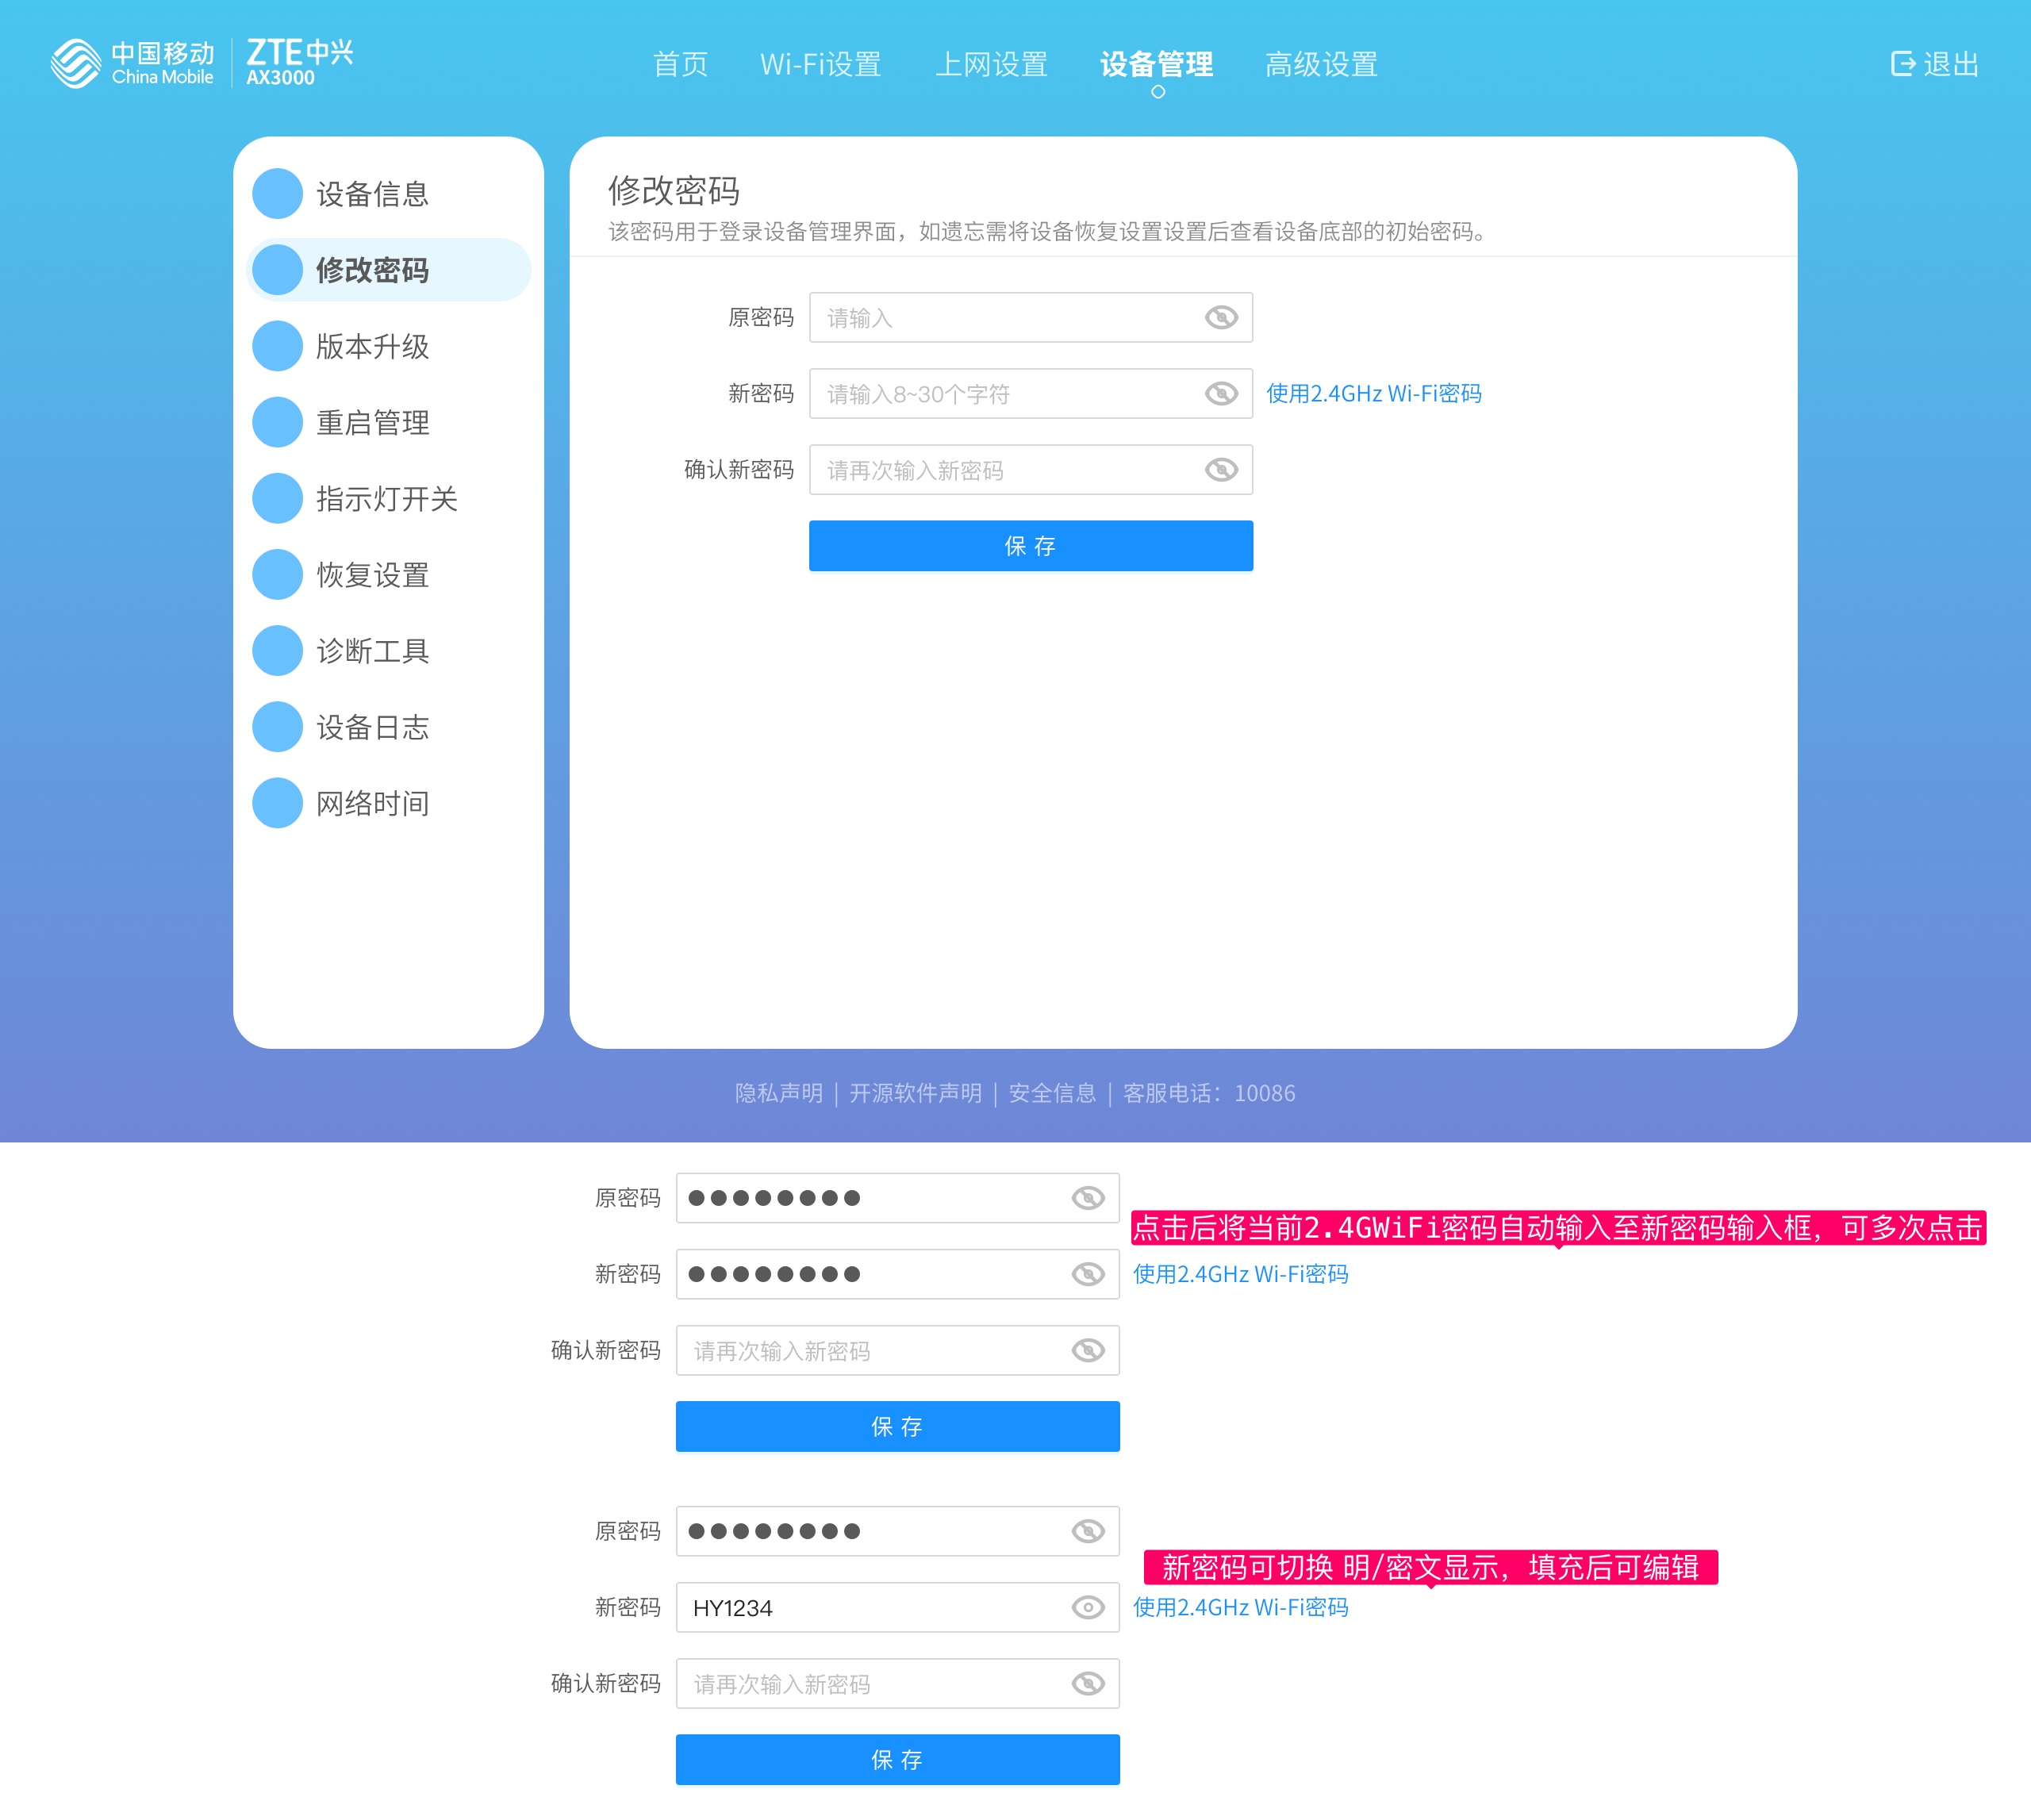 中国移动
China Mobile
ZTE中兴
AX3000
首页
Wi-Fi设置
上网设置
设备管理
高级设置
退出
设备信息
修改密码
版本升级
重启管理
指示灯开关
恢复设置
诊断工具
设备日志
网络时间
修改密码
该密码用于登录设备管理界面，如遗忘需将设备恢复设置设置后查看设备底部的初始密码。
原密码 请输入
新密码 请输入8~30个字符 使用2.4GHz Wi-Fi密码
确认新密码 请再次输入新密码
保 存
隐私声明 | 开源软件声明 | 安全信息 | 客服电话：10086
原密码 ●●●●●●●●
点击后将当前2.4GWiFi密码自动输入至新密码输入框，可多次点击
新密码 ●●●●●●●● 使用2.4GHz Wi-Fi密码
确认新密码 请再次输入新密码
保 存
原密码 ●●●●●●●●
新密码可切换 明/密文显示，填充后可编辑
新密码 HY1234 使用2.4GHz Wi-Fi密码
确认新密码 请再次输入新密码
保 存